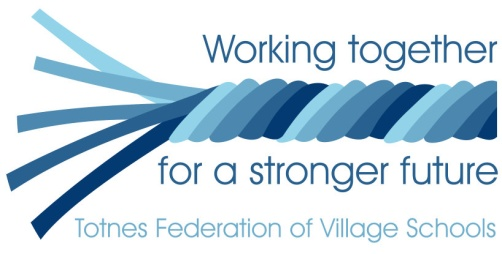 Working together
for a stronger future
Totnes Federation of Village Schools